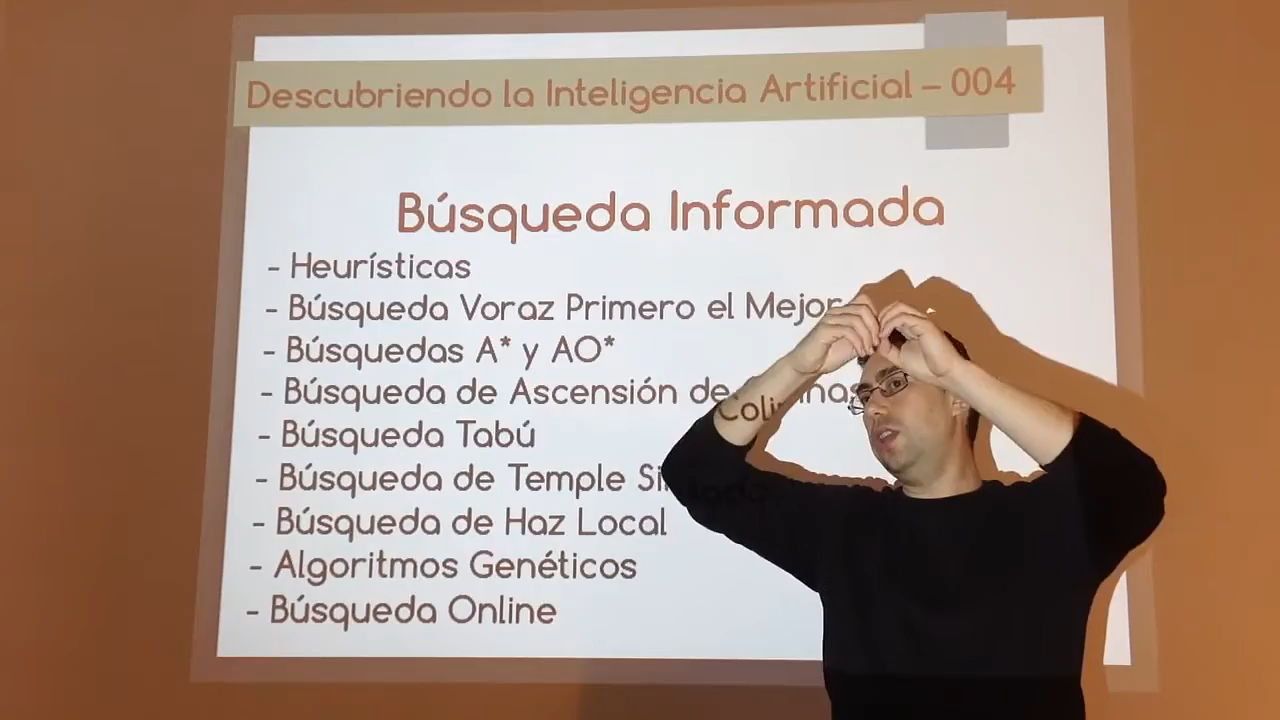 Descubriendo la Inteligencia Artificial – 004
Búsqueda Informada
- Heurísticas
- Búsqueda Voraz Primero el Mejor
- Búsquedas A* y AO*
- Búsqueda de Ascensión de Colinas
- Búsqueda Tabú
- Búsqueda de Temple
- Búsqueda de Haz Local
- Algoritmos Genéticos
- Búsqueda Online